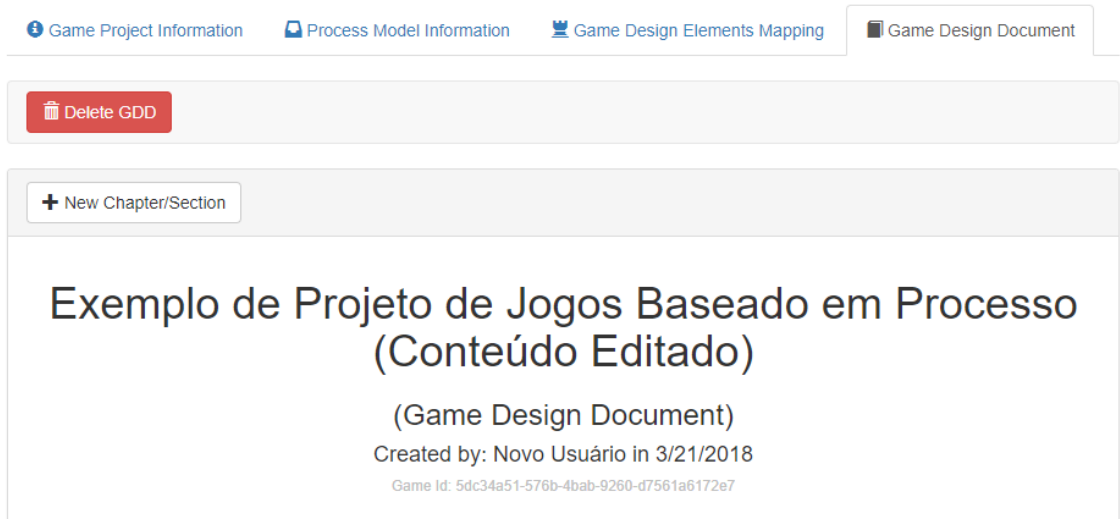 Game Project Information
Process Model Information
Game Design Elements Mapping
Game Design Document
Delete GDD
New Chapter/Section
Exemplo de Projeto de Jogos Baseado em Processo
(Conteúdo Editado)
(Game Design Document)
Created by: Novo Usuário in 3/21/2018
Game Id: 5dc34a51-576b-4bab-9260-d7561a6172e7